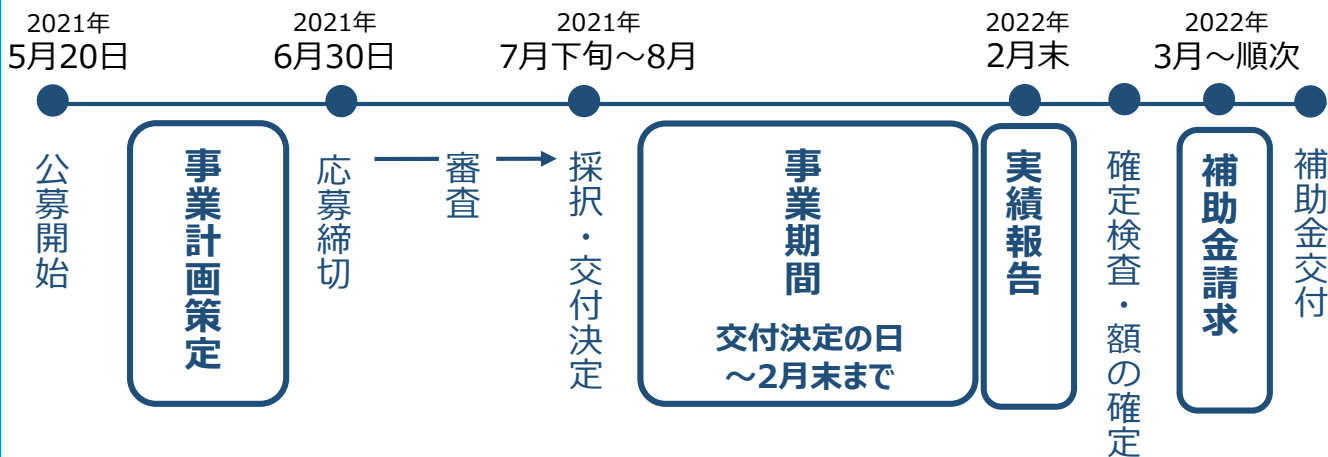 2021年
5月20日
2021年
6月30日
2021年
7月下旬～8月
2022年
2月末
2022年
3月～順次
公募開始
事業計画策定
応募締切
審査
採択・交付決定
事業期間
交付決定の日
～2月末まで
実績報告
確定検査・額の確定
補助金請求
補助金交付